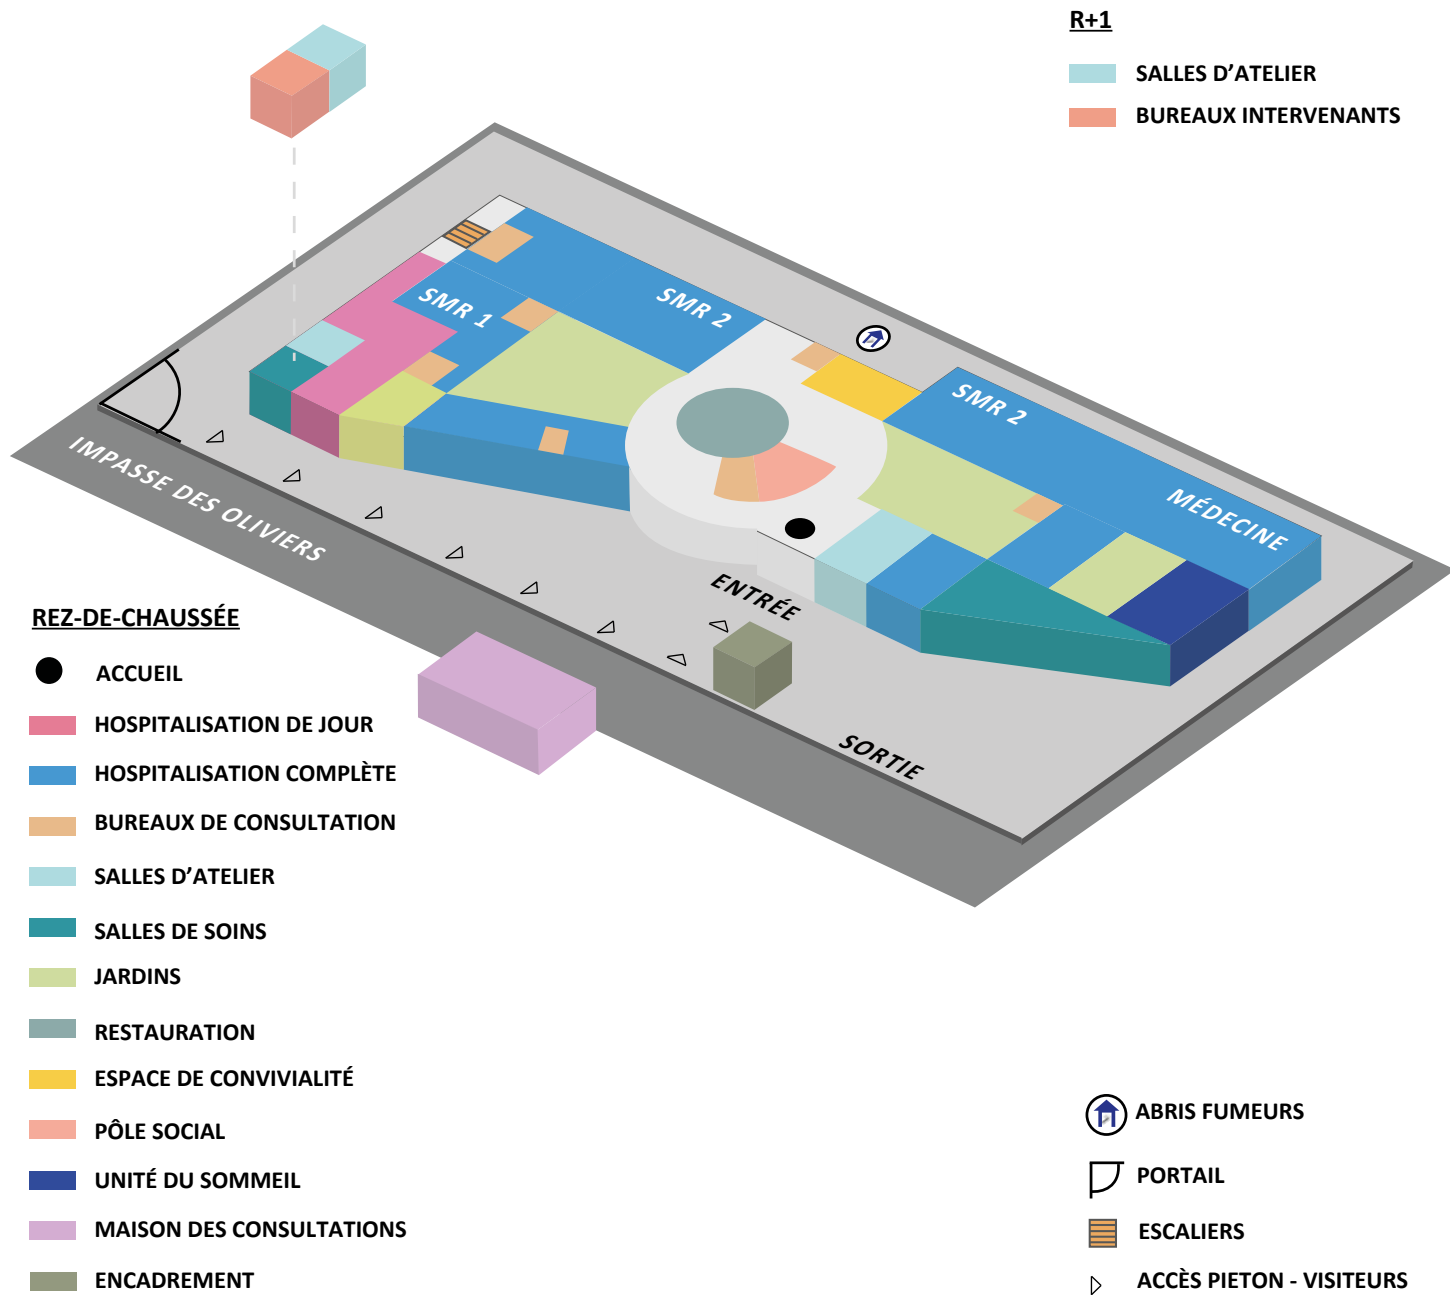 R+1
SALLES D'ATELIER
BUREAUX INTERVENANTS
SMR 1
SMR 2
SMR 2
MÉDECINE
IMPASSE DES OLIVIERS
ENTRÉE
SORTIE
REZ-DE-CHAUSSÉE
ACCUEIL
HOSPITALISATION DE JOUR
HOSPITALISATION COMPLÈTE
BUREAUX DE CONSULTATION
SALLES D'ATELIER
SALLES DE SOINS
JARDINS
RESTAURATION
ESPACE DE CONVIVIALITÉ
PÔLE SOCIAL
UNITÉ DU SOMMEIL
MAISON DES CONSULTATIONS
ENCADREMENT
ABRIS FUMEURS
PORTAIL
ESCALIERS
ACCÈS PIETON - VISITEURS